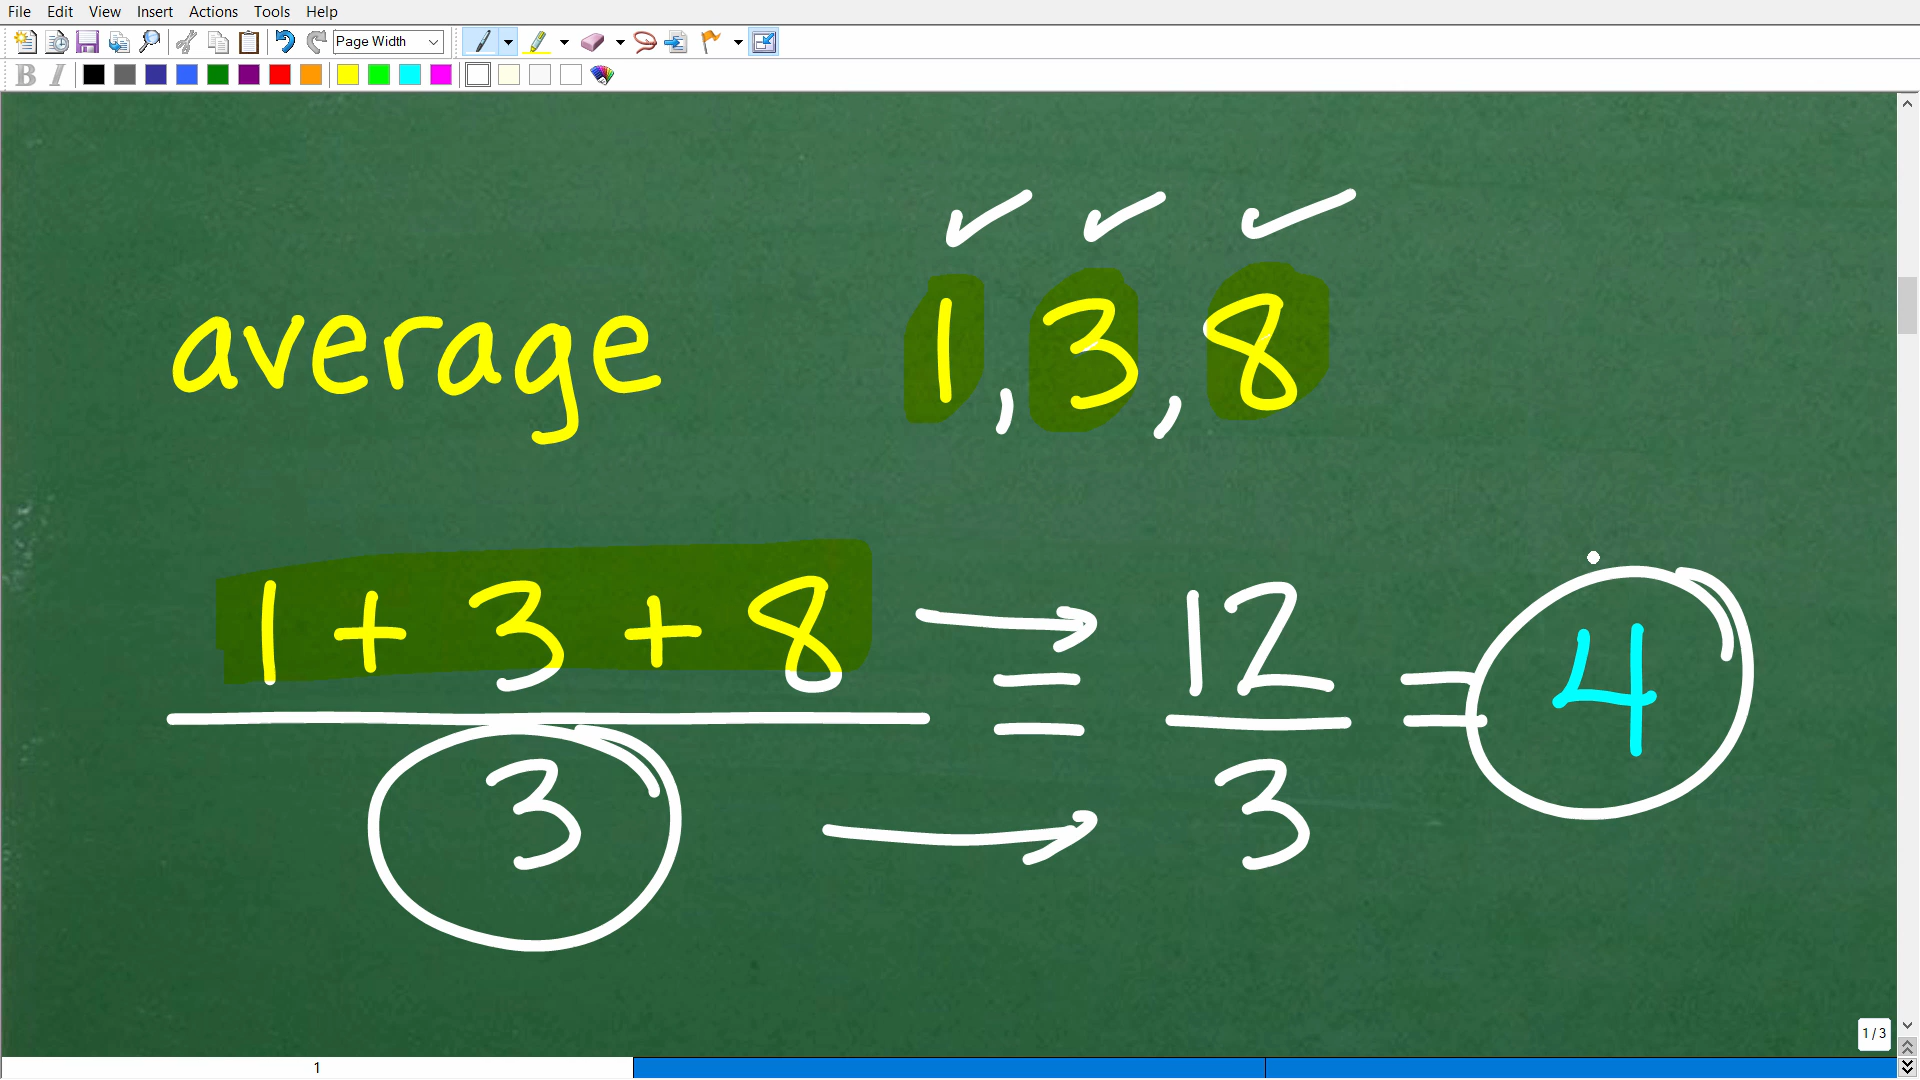 File Edit View Insert Actions Tools Help
Page Width
B I
average 1, 3, 8
1 + 3 + 8 → 12
= = 4
3 → 3
1 / 3
1